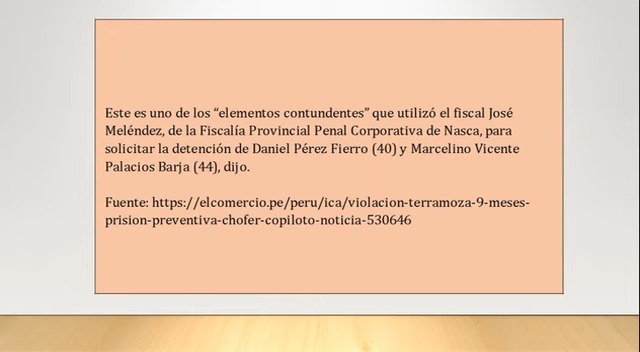 Este es uno de los “elementos contundentes” que utilizó el fiscal José
Meléndez, de la Fiscalía Provincial Penal Corporativa de Nasca, para
solicitar la detención de Daniel Pérez Fierro (40) y Marcelino Vicente
Palacios Barja (44), dijo.
Fuente: https://elcomercio.pe/peru/ica/violacion-terramoza-9-meses-
prision-preventiva-chofer-copiloto-noticia-530646